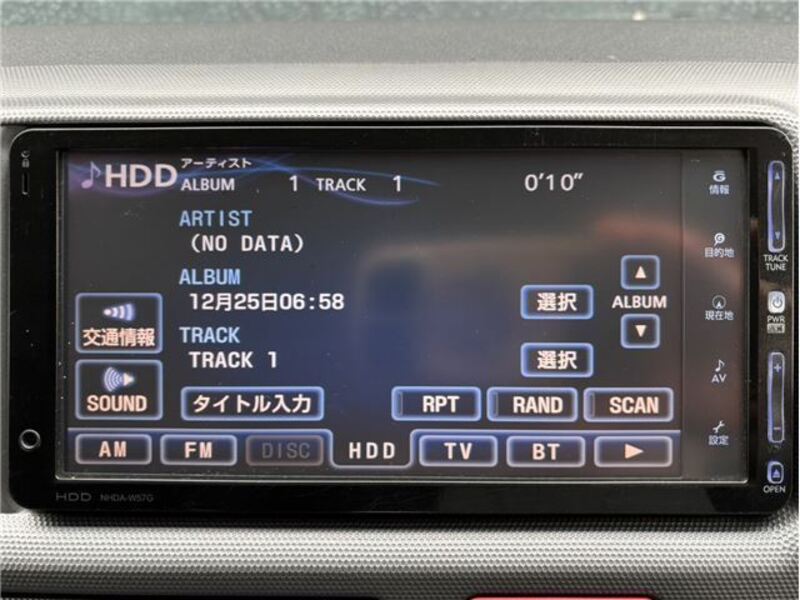 HDD
アーティスト
ALBUM 1 TRACK 1 0'10"
ARTIST
(NO DATA)
ALBUM
12月25日06:58 選択
TRACK
TRACK 1 選択
▲
ALBUM
▼
交通情報
SOUND
タイトル入力 RPT RAND SCAN
AM FM DISC HDD TV BT ▶
G
情報
目的地
現在地
AV
設定
TRACK
TUNE
PWR
+
-
OPEN
HDD NHDA-W57G